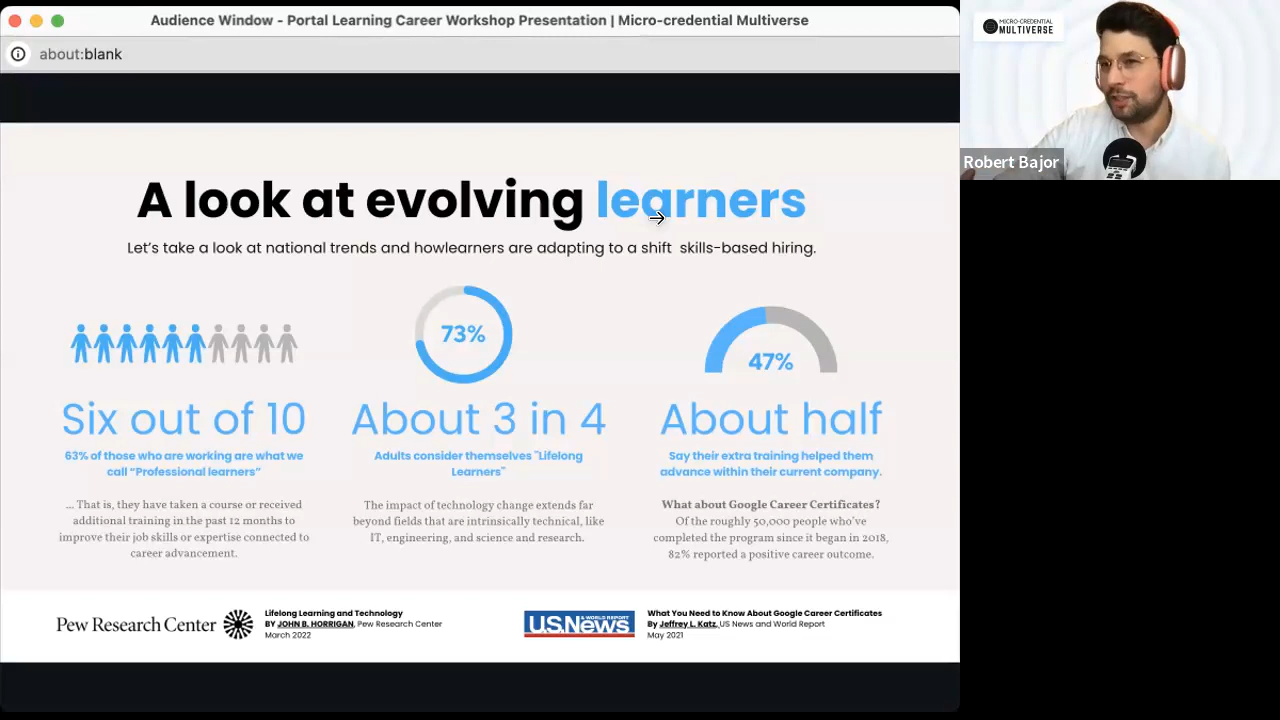 Audience Window - Portal Learning Career Workshop Presentation | Micro-credential Multiverse
about:blank
MICRO-CREDENTIAL
MULTIVERSE
Robert Bajor
A look at evolving learners
Let's take a look at national trends and howlearners are adapting to a shift  skills-based hiring.
73%
47%
Six out of 10
63% of those who are working are what we
call “Professional learners”
... That is, they have taken a course or received
additional training in the past 12 months to
improve their job skills or expertise connected to
career advancement.
About 3 in 4
Adults consider themselves "Lifelong
Learners"
The impact of technology change extends far
beyond fields that are intrinsically technical, like
IT, engineering, and science and research.
About half
Say their extra training helped them
advance within their current company.
What about Google Career Certificates?
Of the roughly 50,000 people who've
completed the program since it began in 2018,
82% reported a positive career outcome.
Pew Research Center
Lifelong Learning and Technology
BY JOHN B. HORRIGAN, Pew Research Center
March 2022
U.S.News
& WORLD REPORT
What You Need to Know About Google Career Certificates
By Jeffrey L. Katz, US News and World Report
May 2021